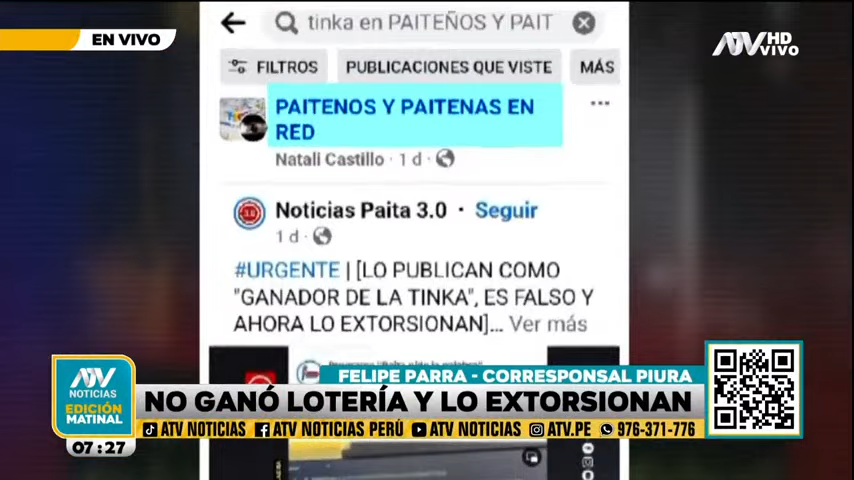 EN VIVO
tinka en PAITEÑOS Y PAIT
ATV HD
VIVO
FILTROS
PUBLICACIONES QUE VISTE
MÁS
PAITENOS Y PAITENAS EN
RED
Natali Castillo · 1 d ·
Noticias Paita 3.0 · Seguir
1 d ·
#URGENTE | [LO PUBLICAN COMO
"GANADOR DE LA TINKA", ES FALSO Y
AHORA LO EXTORSIONAN]... Ver más
FELIPE PARRA - CORRESPONSAL PIURA
ATV
NOTICIAS
EDICIÓN
MATINAL
07:27
NO GANÓ LOTERÍA Y LO EXTORSIONAN
ATV NOTICIAS ATV NOTICIAS PERÚ ATV NOTICIAS ATV.PE 976-371-776